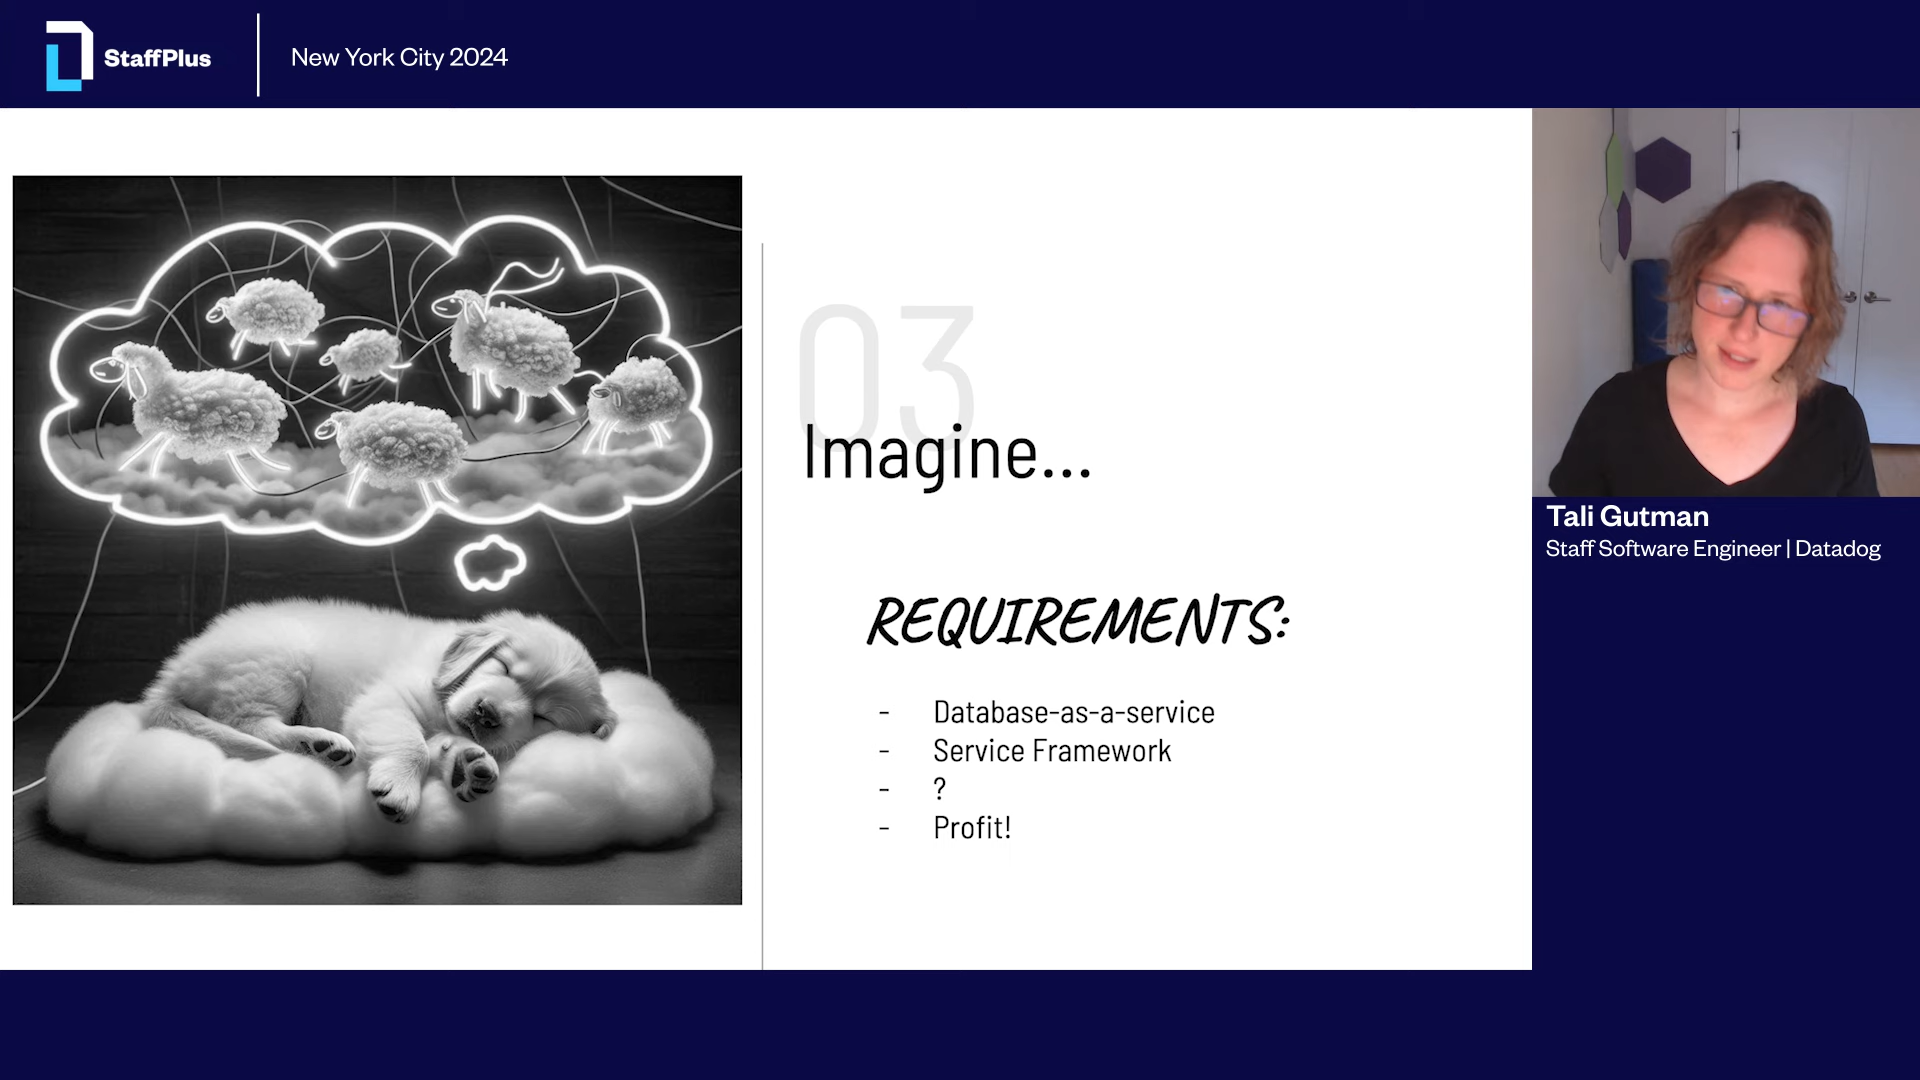 StaffPlus
New York City 2024
03
Imagine...
REQUIREMENTS:
- Database-as-a-service
- Service Framework
- ?
- Profit!
Tali Gutman
Staff Software Engineer | Datadog